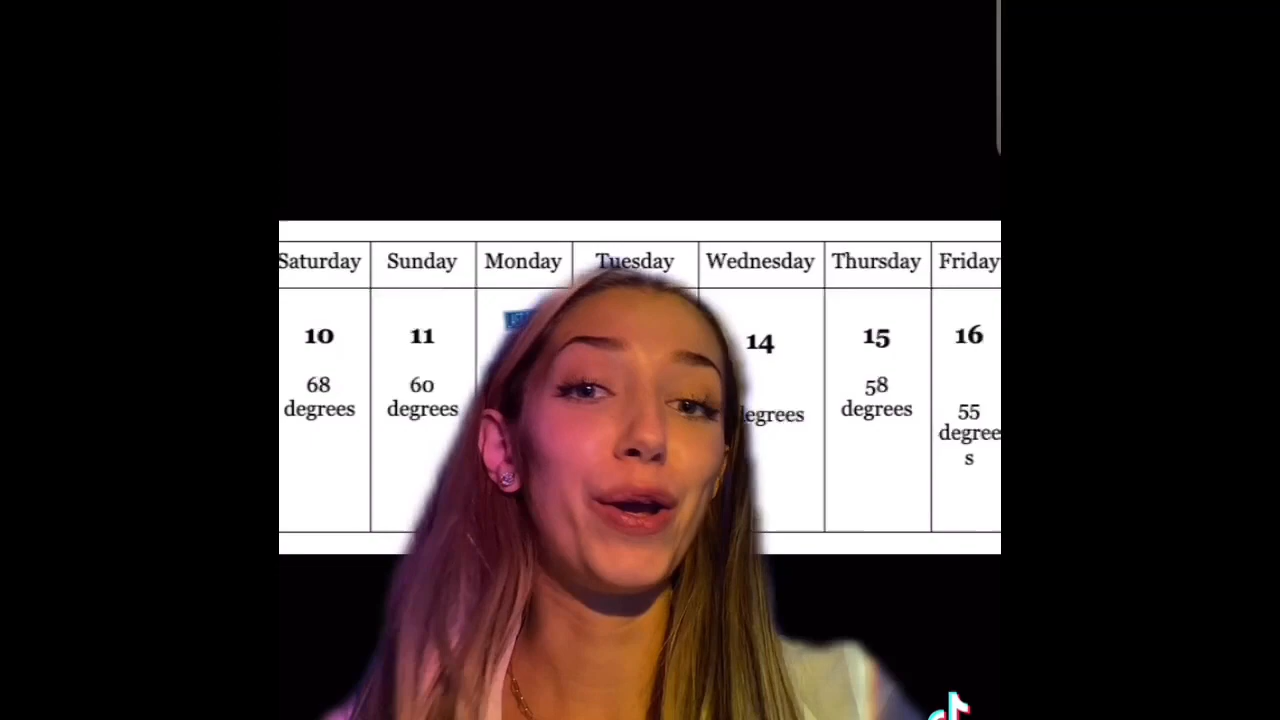 Saturday Sunday Monday Tuesday Wednesday Thursday Friday
10 11 14 15 16
68 60 58 55
degrees degrees degrees degree
s